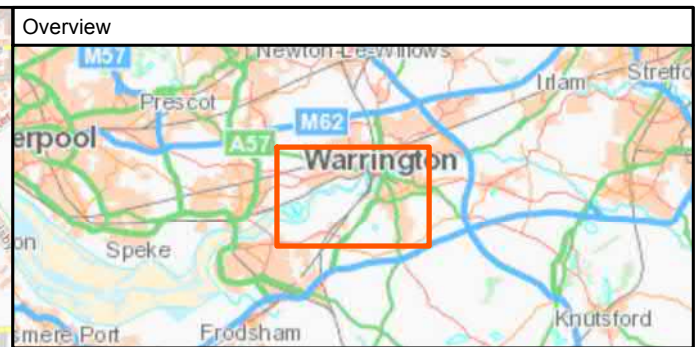 Overview
M57
Newton-Le-Willows
Irlam
Stretfo
Prescot
M62
erpool
A57
Warrington
on
Speke
smere Port
Frodsham
Knutsford